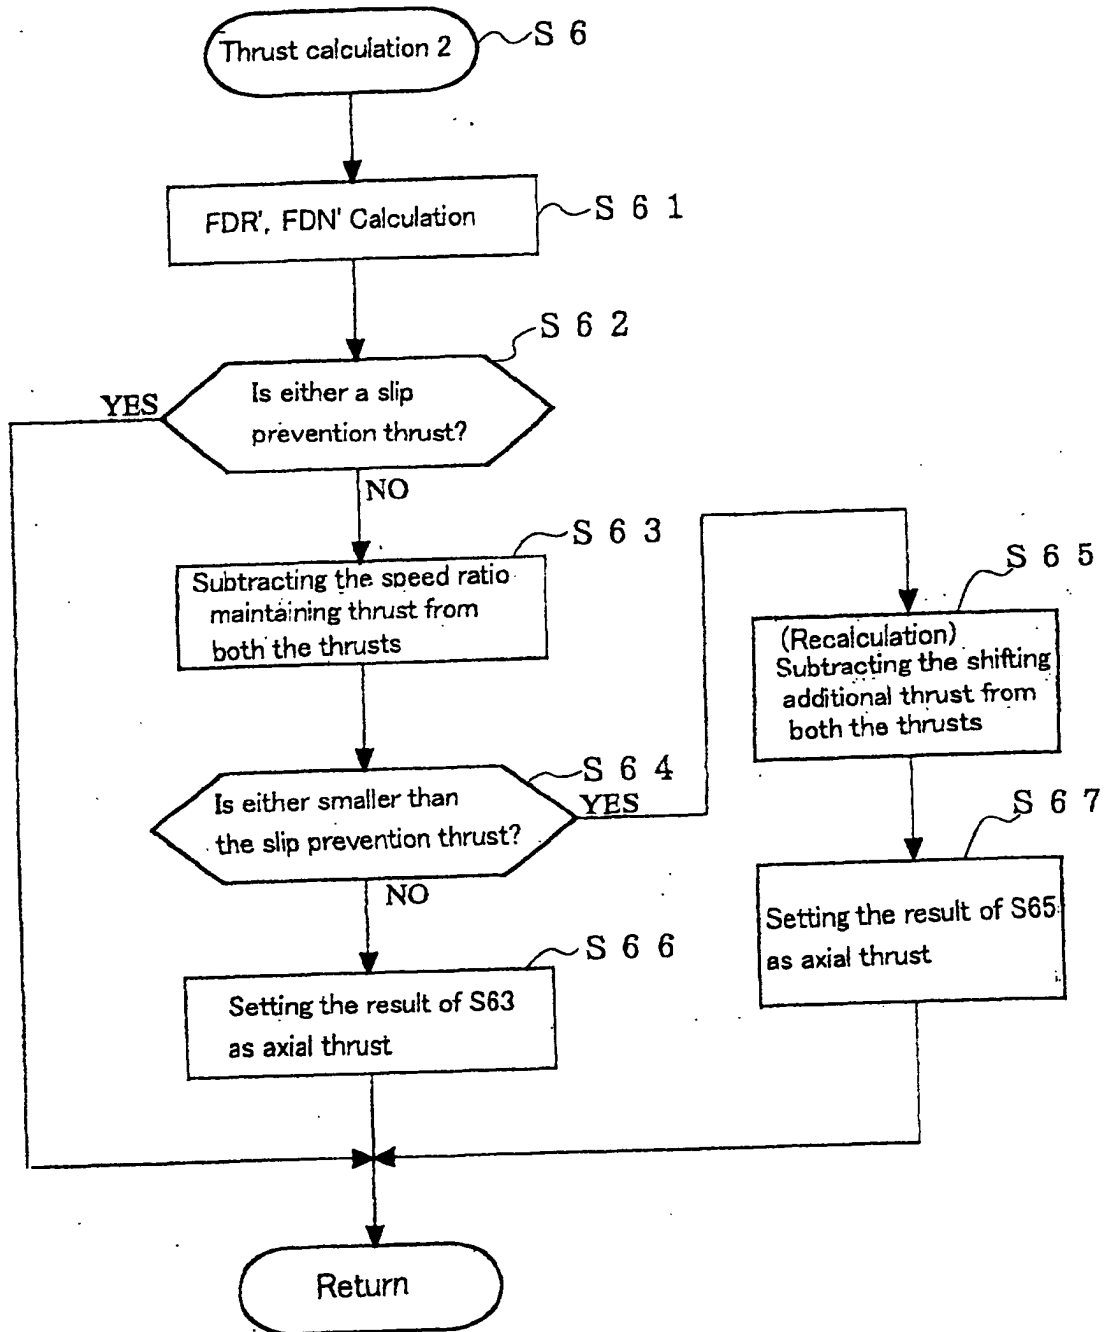 Thrust calculation 2
S 6
FDR', FDN' Calculation
S 6 1
S 6 2
Is either a slip
prevention thrust?
YES
NO
S 6 3
Subtracting the speed ratio
maintaining thrust from
both the thrusts
S 6 4
Is either smaller than
the slip prevention thrust?
YES
NO
S 6 5
(Recalculation)
Subtracting the shifting
additional thrust from
both the thrusts
S 6 6
Setting the result of S63
as axial thrust
S 6 7
Setting the result of S65
as axial thrust
Return